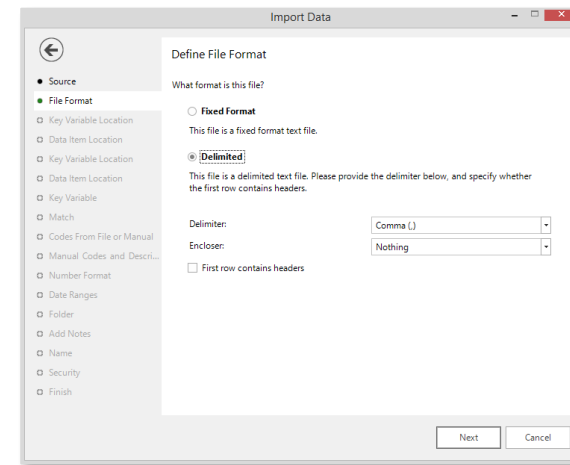 Import Data
Define File Format
Source
File Format
Key Variable Location
Data Item Location
Key Variable Location
Data Item Location
Key Variable
Match
Codes From File or Manual
Manual Codes and Descri...
Number Format
Date Ranges
Folder
Add Notes
Name
Security
Finish
What format is this file?
Fixed Format
This file is a fixed format text file.
Delimited
This file is a delimited text file. Please provide the delimiter below, and specify whether
the first row contains headers.
Delimiter:
Comma (,)
Encloser:
Nothing
First row contains headers
Next
Cancel